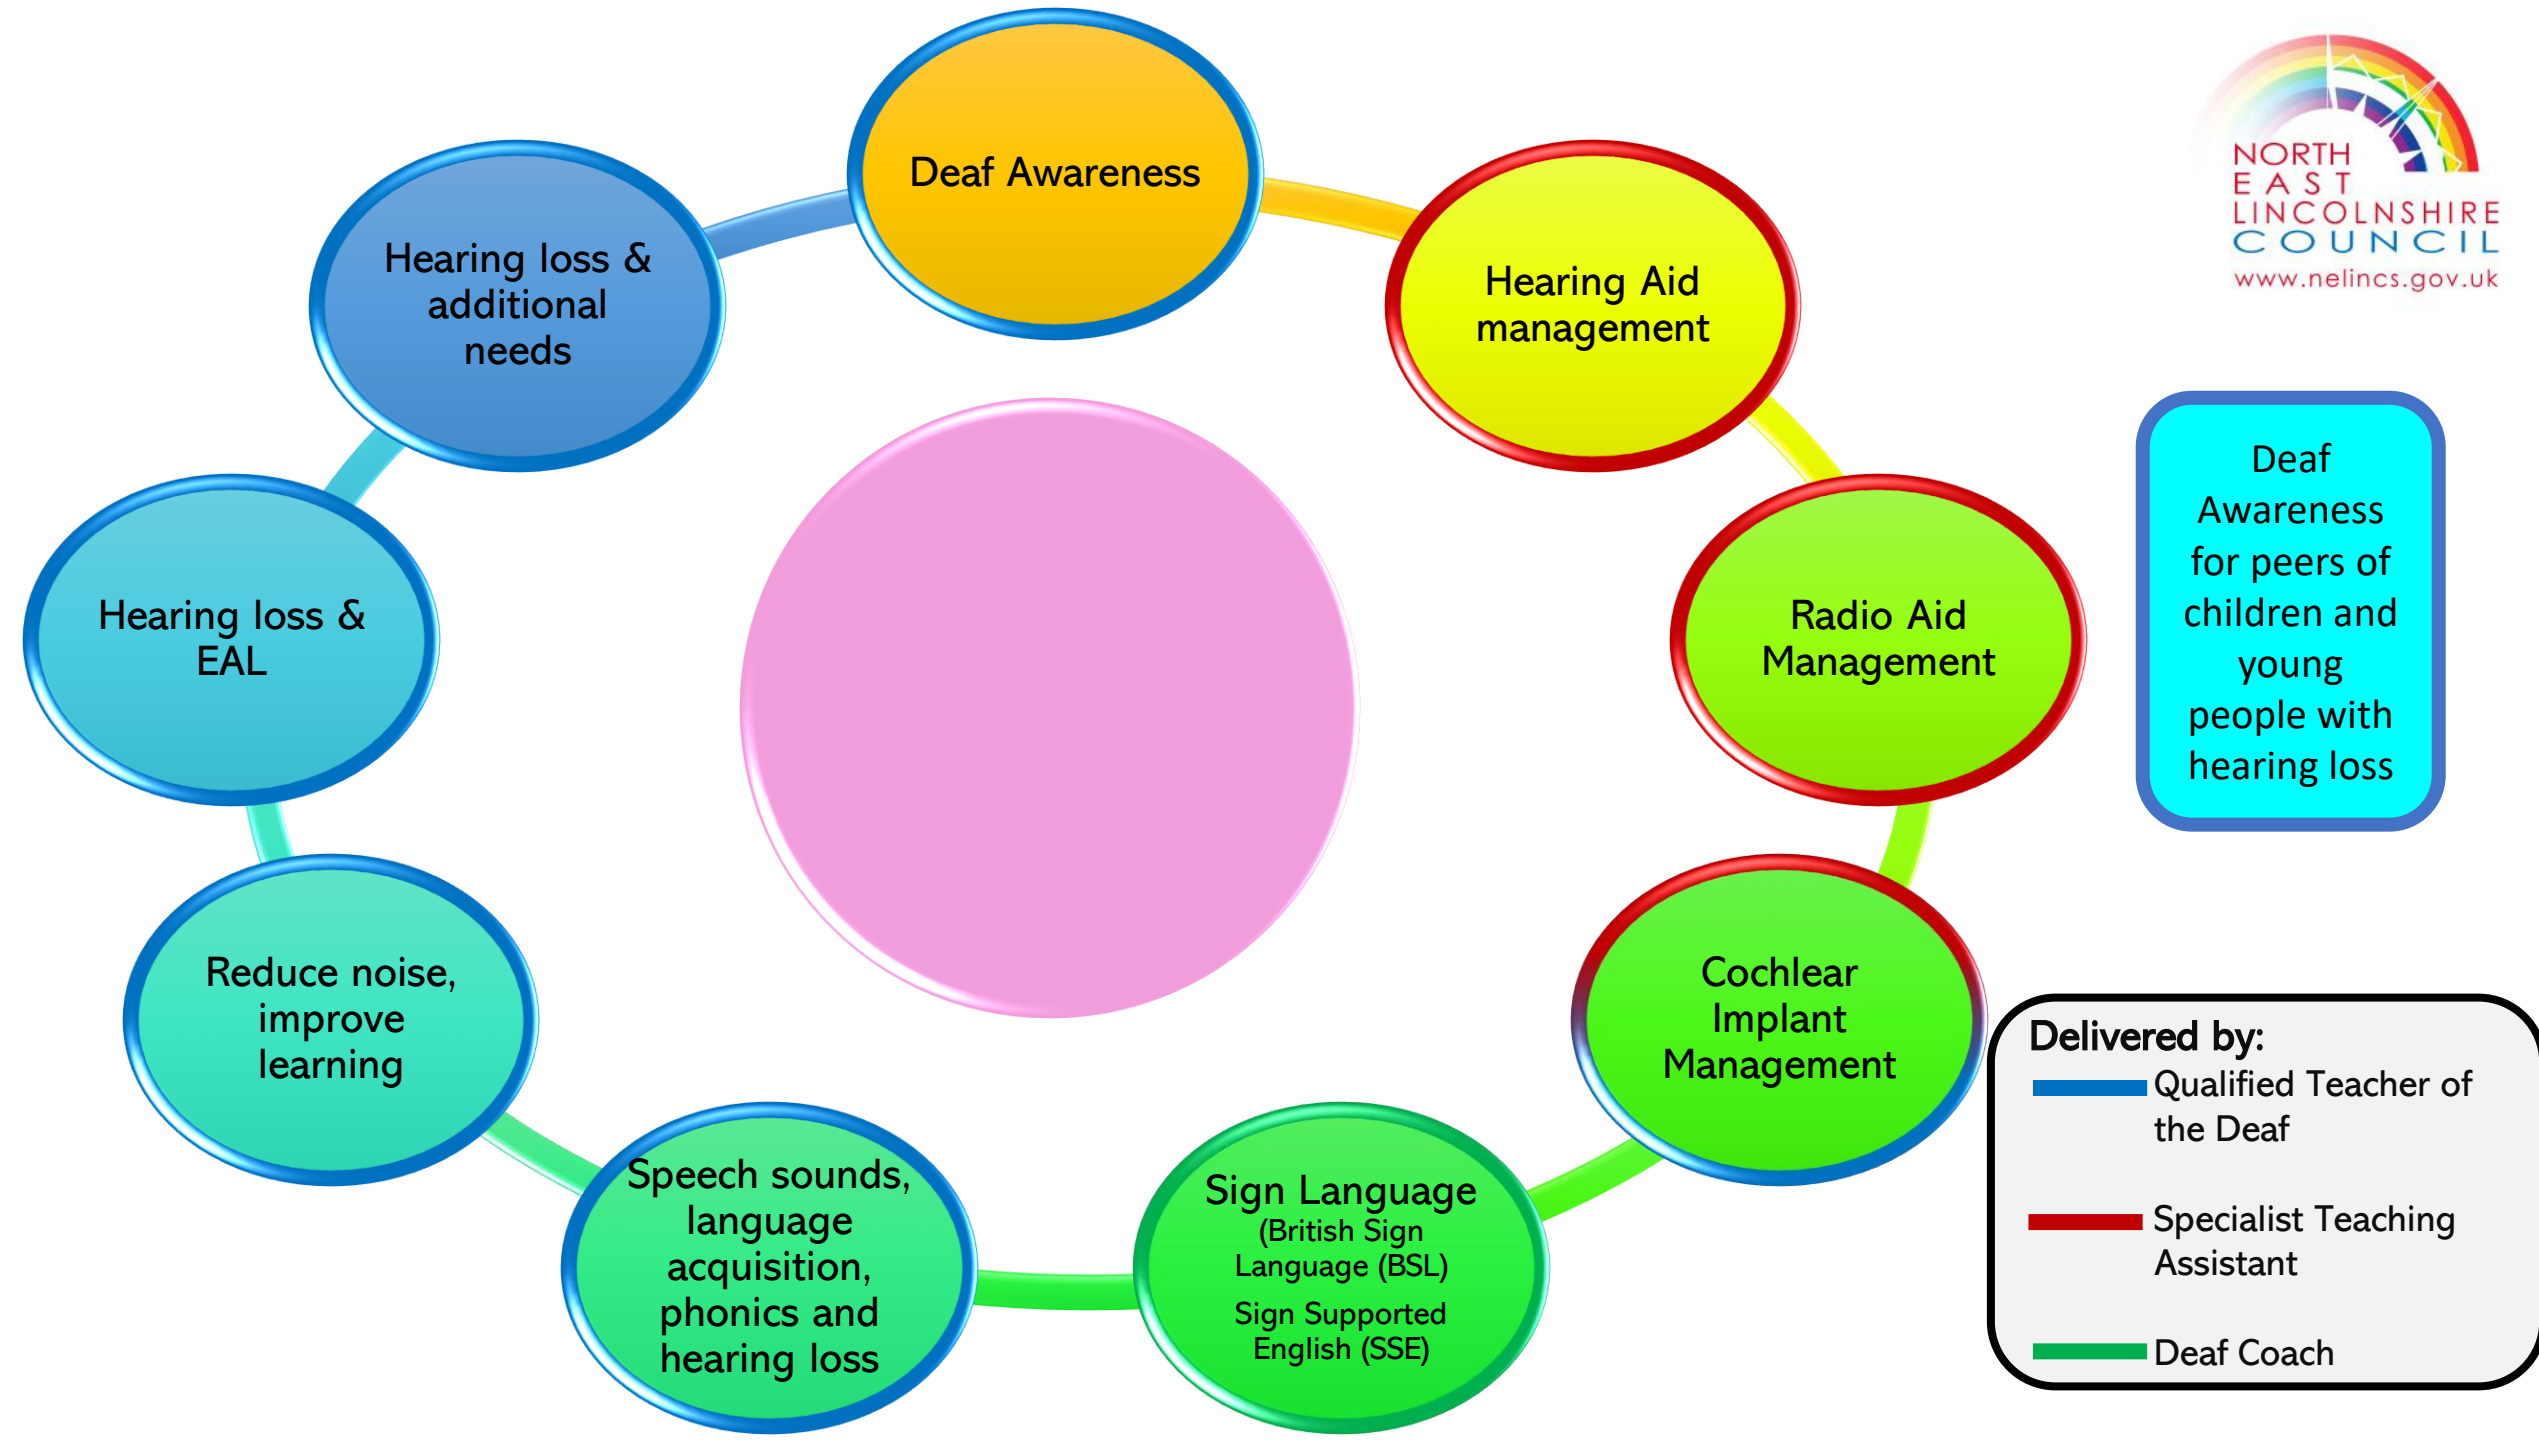 Deaf Awareness
Hearing Aid
management
Radio Aid
Management
Cochlear
Implant
Management
Sign Language
(British Sign
Language (BSL)
Sign Supported
English (SSE)
Speech sounds,
language
acquisition,
phonics and
hearing loss
Reduce noise,
improve
learning
Hearing loss &
EAL
Hearing loss &
additional
needs
NORTH
EAST
LINCOLNSHIRE
COUNCIL
www.nelincs.gov.uk
Deaf
Awareness
for peers of
children and
young
people with
hearing loss
Delivered by:
Qualified Teacher of
the Deaf
Specialist Teaching
Assistant
Deaf Coach